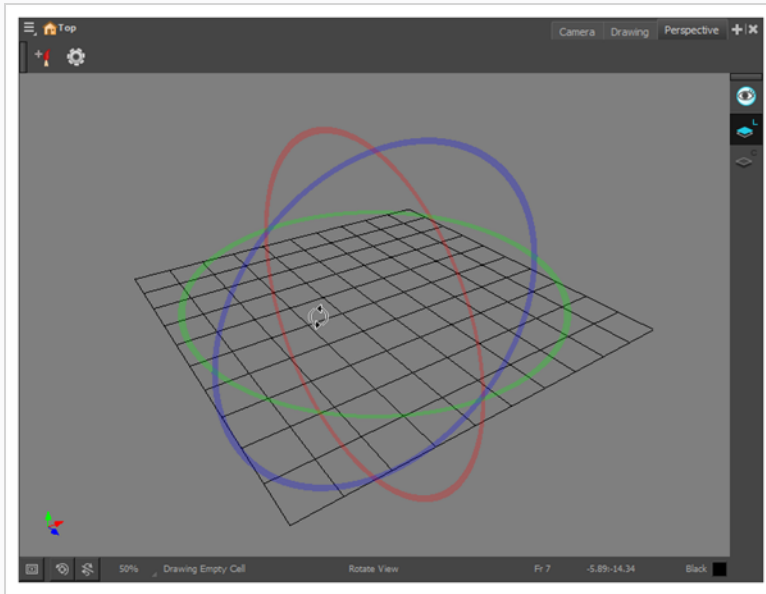 Top
Camera Drawing Perspective
L
50% Drawing Empty Cell Rotate View Fr 7 -5.89:-14.34 Black